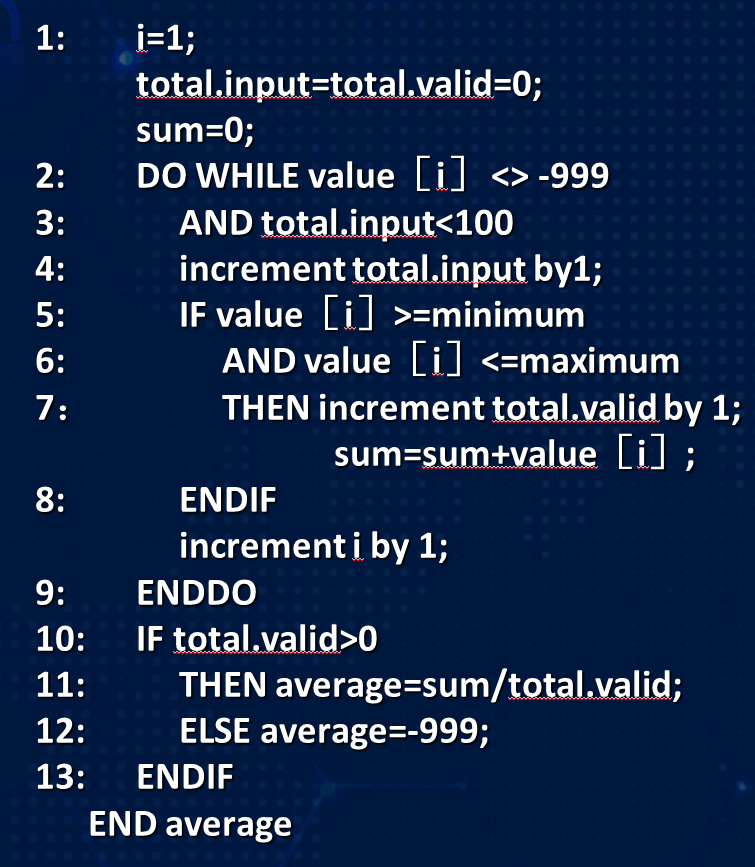 1: i=1;
total.input=total.valid=0;
sum=0;
2: DO WHILE value［i］ <> -999
3: AND total.input<100
4: increment total.input by1;
5: IF value［i］ >=minimum
6: AND value［i］ <=maximum
7： THEN increment total.valid by 1;
sum=sum+value［i］;
8: ENDIF
increment i by 1;
9: ENDDO
10: IF total.valid>0
11: THEN average=sum/total.valid;
12: ELSE average=-999;
13: ENDIF
END average